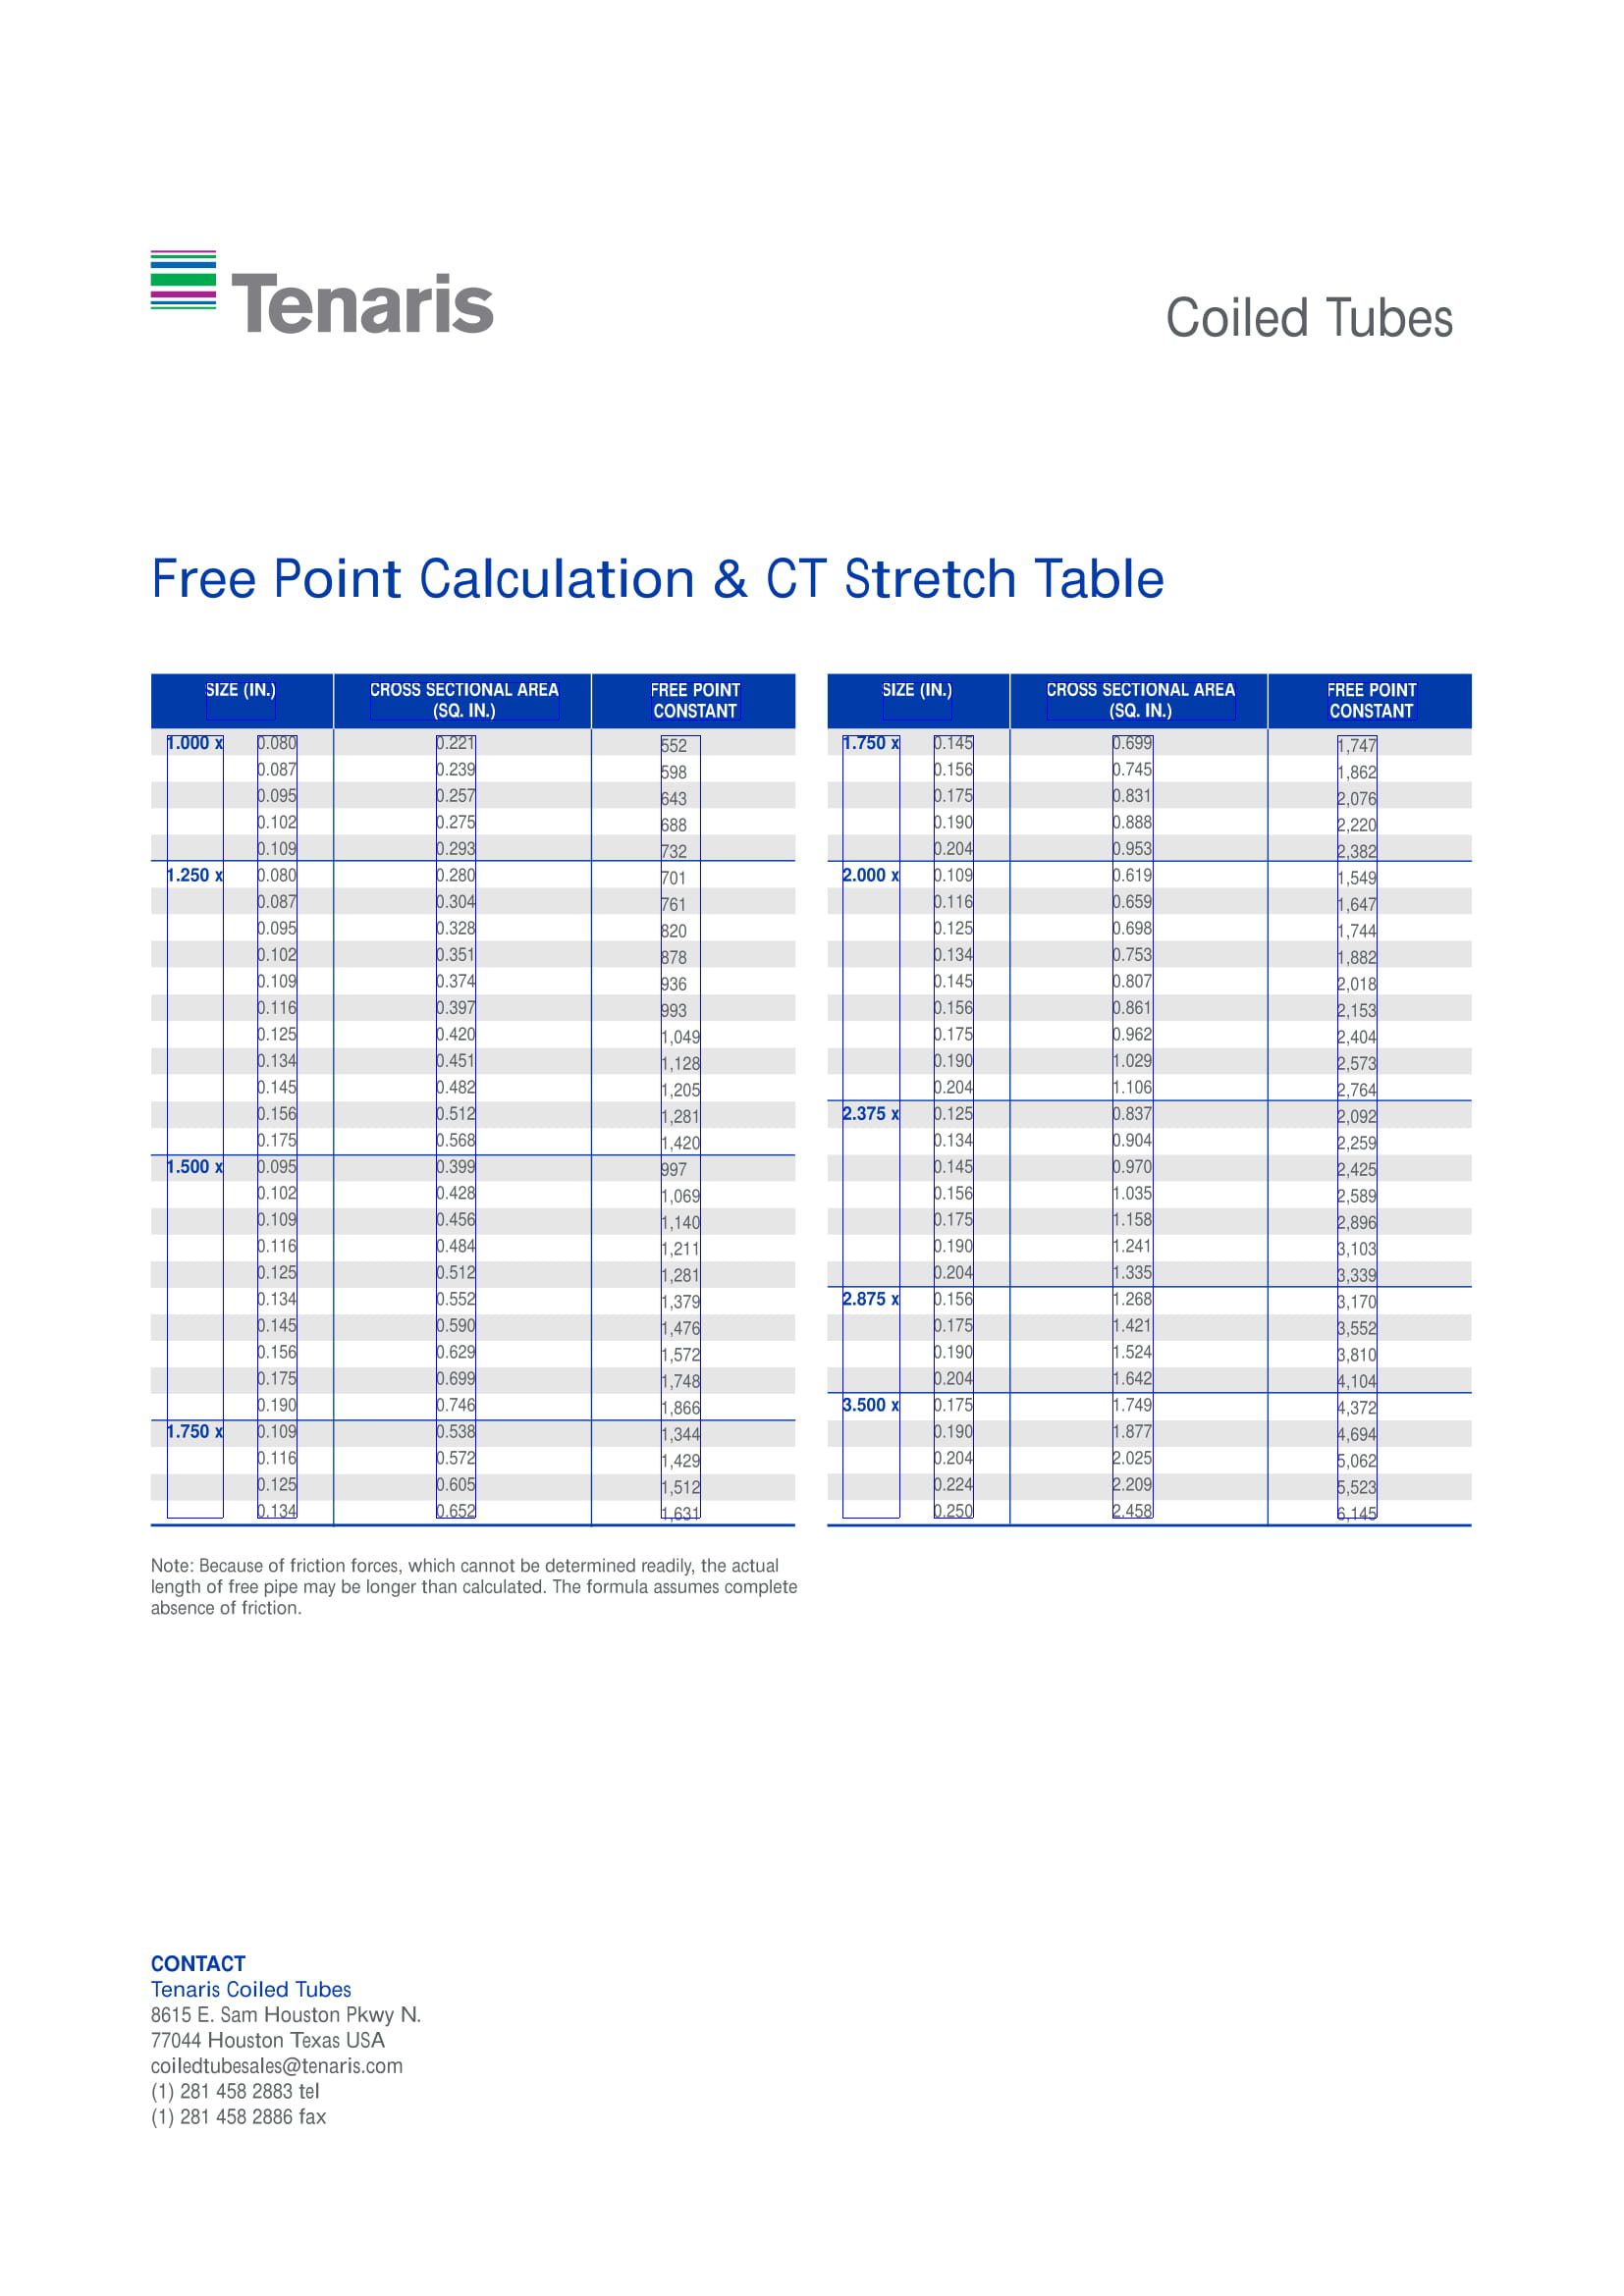 Tenaris
Coiled Tubes
Free Point Calculation & CT Stretch Table
SIZE (IN.) CROSS SECTIONAL AREA (SQ. IN.) FREE POINT CONSTANT
1.000 x 0.080 0.221 552
0.087 0.239 598
0.095 0.257 643
0.102 0.275 688
0.109 0.293 732
1.250 x 0.080 0.280 701
0.087 0.304 761
0.095 0.328 820
0.102 0.351 878
0.109 0.374 936
0.116 0.397 993
0.125 0.420 1,049
0.134 0.451 1,128
0.145 0.482 1,205
0.156 0.512 1,281
0.175 0.568 1,420
1.500 x 0.095 0.399 997
0.102 0.428 1,069
0.109 0.456 1,140
0.116 0.484 1,211
0.125 0.512 1,281
0.134 0.552 1,379
0.145 0.590 1,476
0.156 0.629 1,572
0.175 0.699 1,748
0.190 0.746 1,866
1.750 x 0.109 0.538 1,344
0.116 0.572 1,429
0.125 0.605 1,512
0.134 0.652 1,631
SIZE (IN.) CROSS SECTIONAL AREA (SQ. IN.) FREE POINT CONSTANT
1.750 x 0.145 0.699 1,747
0.156 0.745 1,862
0.175 0.831 2,076
0.190 0.888 2,220
0.204 0.953 2,382
2.000 x 0.109 0.619 1,549
0.116 0.659 1,647
0.125 0.698 1,744
0.134 0.753 1,882
0.145 0.807 2,018
0.156 0.861 2,153
0.175 0.962 2,404
0.190 1.029 2,573
0.204 1.106 2,764
2.375 x 0.125 0.837 2,092
0.134 0.904 2,259
0.145 0.970 2,425
0.156 1.035 2,589
0.175 1.158 2,896
0.190 1.241 3,103
0.204 1.335 3,339
2.875 x 0.156 1.268 3,170
0.175 1.421 3,552
0.190 1.524 3,810
0.204 1.642 4,104
3.500 x 0.175 1.749 4,372
0.190 1.877 4,694
0.204 2.025 5,062
0.224 2.209 5,523
0.250 2.458 6,145
Note: Because of friction forces, which cannot be determined readily, the actual
length of free pipe may be longer than calculated. The formula assumes complete
absence of friction.
CONTACT
Tenaris Coiled Tubes
8615 E. Sam Houston Pkwy N.
77044 Houston Texas USA
coiledtubesales@tenaris.com
(1) 281 458 2883 tel
(1) 281 458 2886 fax